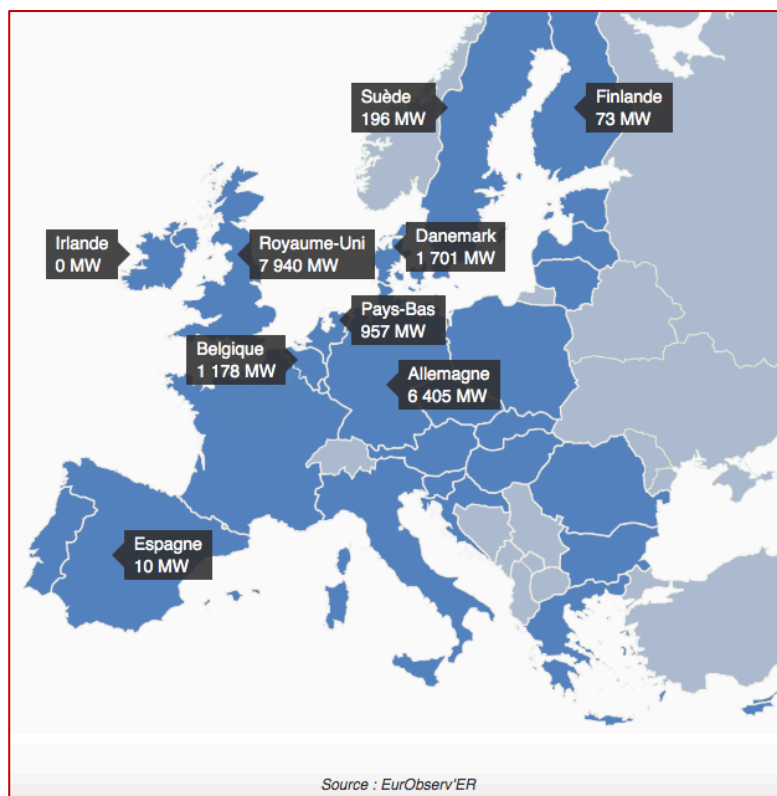 Suède
196 MW
Finlande
73 MW
Irlande
0 MW
Royaume-Uni
7 940 MW
Danemark
1 701 MW
Pays-Bas
957 MW
Belgique
1 178 MW
Allemagne
6 405 MW
Espagne
10 MW
Source : EurObserv'ER